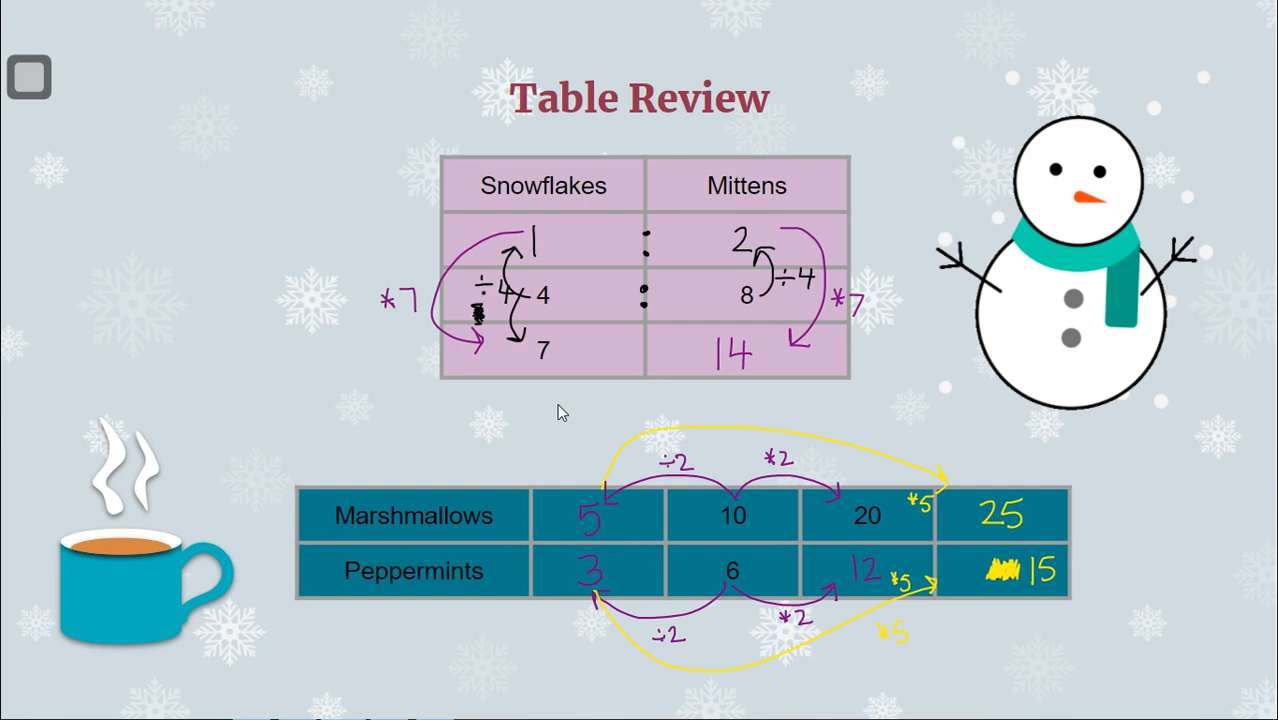 Table Review
Snowflakes Mittens
1 : 2
÷4 4 : 8 ÷4
*7 *7
7 14
÷2 *2
Marshmallows 5 10 20 *5 25
Peppermints 3 6 12 *5 15
÷2 *2 *5